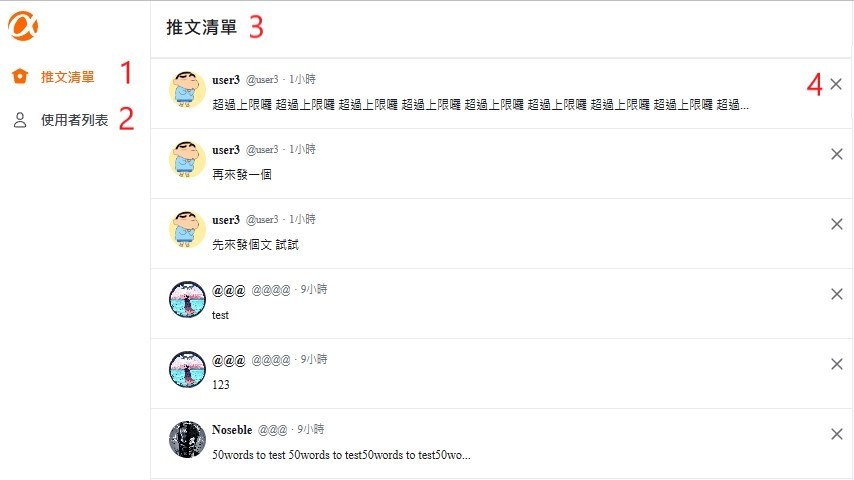 推文清單 3
推文清單 1
使用者列表 2
user3 @user3 · 1小時 4
超過上限囉 超過上限囉 超過上限囉 超過上限囉 超過上限囉 超過上限囉 超過上限囉 超過上限囉 超過...
user3 @user3 · 1小時
再來發一個
user3 @user3 · 1小時
先來發個文 試試
@@@ @@@@ · 9小時
test
@@@ @@@@ · 9小時
123
Noseble @@@ · 9小時
50words to test 50words to test50words to test50wo...